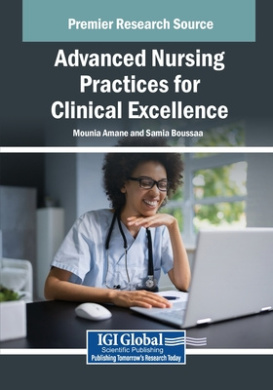 Premier Research Source
Advanced Nursing
Practices for
Clinical Excellence
Mounia Amane and Samia Boussaa
IGI Global
Scientific Publishing
Publishing Tomorrow's Research Today